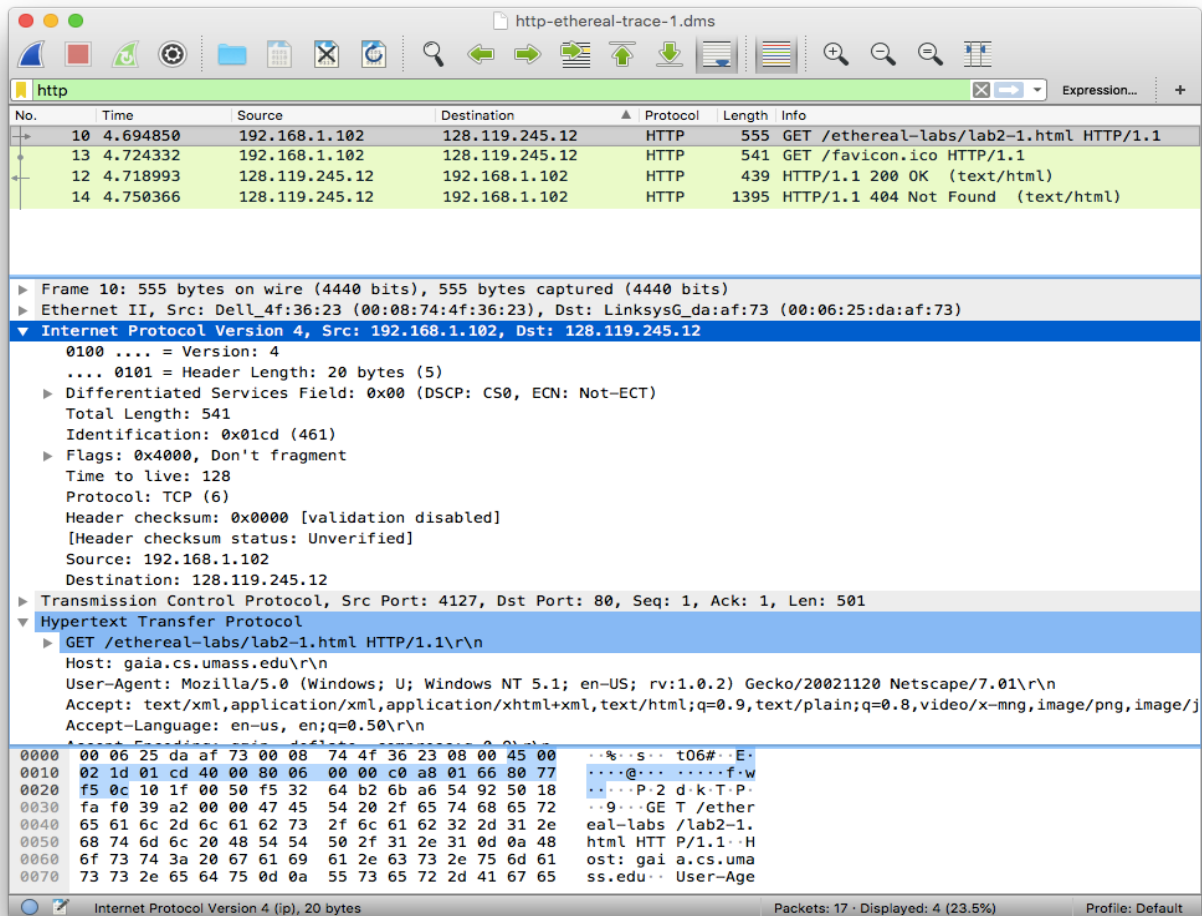 http-ethereal-trace-1.dms
http
Expression...
+
No. Time Source Destination Protocol Length Info
10 4.694850 192.168.1.102 128.119.245.12 HTTP 555 GET /ethereal-labs/lab2-1.html HTTP/1.1
13 4.724332 192.168.1.102 128.119.245.12 HTTP 541 GET /favicon.ico HTTP/1.1
12 4.718993 128.119.245.12 192.168.1.102 HTTP 439 HTTP/1.1 200 OK (text/html)
14 4.750366 128.119.245.12 192.168.1.102 HTTP 1395 HTTP/1.1 404 Not Found (text/html)
Frame 10: 555 bytes on wire (4440 bits), 555 bytes captured (4440 bits)
Ethernet II, Src: Dell_4f:36:23 (00:08:74:4f:36:23), Dst: LinksysG_da:af:73 (00:06:25:da:af:73)
Internet Protocol Version 4, Src: 192.168.1.102, Dst: 128.119.245.12
0100 .... = Version: 4
.... 0101 = Header Length: 20 bytes (5)
Differentiated Services Field: 0x00 (DSCP: CS0, ECN: Not-ECT)
Total Length: 541
Identification: 0x01cd (461)
Flags: 0x4000, Don't fragment
Time to live: 128
Protocol: TCP (6)
Header checksum: 0x0000 [validation disabled]
[Header checksum status: Unverified]
Source: 192.168.1.102
Destination: 128.119.245.12
Transmission Control Protocol, Src Port: 4127, Dst Port: 80, Seq: 1, Ack: 1, Len: 501
Hypertext Transfer Protocol
GET /ethereal-labs/lab2-1.html HTTP/1.1\r\n
Host: gaia.cs.umass.edu\r\n
User-Agent: Mozilla/5.0 (Windows; U; Windows NT 5.1; en-US; rv:1.0.2) Gecko/20021120 Netscape/7.01\r\n
Accept: text/xml,application/xml,application/xhtml+xml,text/html;q=0.9,text/plain;q=0.8,video/x-mng,image/png,image/j
Accept-Language: en-us, en;q=0.50\r\n
0000 00 06 25 da af 73 00 08 74 4f 36 23 08 00 45 00 ··%··s·· tO6#··E·
0010 02 1d 01 cd 40 00 80 06 00 00 c0 a8 01 66 80 77 ····@··· ·····f·w
0020 f5 0c 10 1f 00 50 f5 32 64 b2 6b a6 54 92 50 18 ·····P·2 d·k·T·P·
0030 fa f0 39 a2 00 00 47 45 54 20 2f 65 74 68 65 72 ··9···GE T /ether
0040 65 61 6c 2d 6c 61 62 73 2f 6c 61 62 32 2d 31 2e eal-labs /lab2-1.
0050 68 74 6d 6c 20 48 54 54 50 2f 31 2e 31 0d 0a 48 html HTT P/1.1··H
0060 6f 73 74 3a 20 67 61 69 61 2e 63 73 2e 75 6d 61 ost: gai a.cs.uma
0070 73 73 2e 65 64 75 0d 0a 55 73 65 72 2d 41 67 65 ss.edu·· User-Age
Internet Protocol Version 4 (ip), 20 bytes
Packets: 17 · Displayed: 4 (23.5%)
Profile: Default